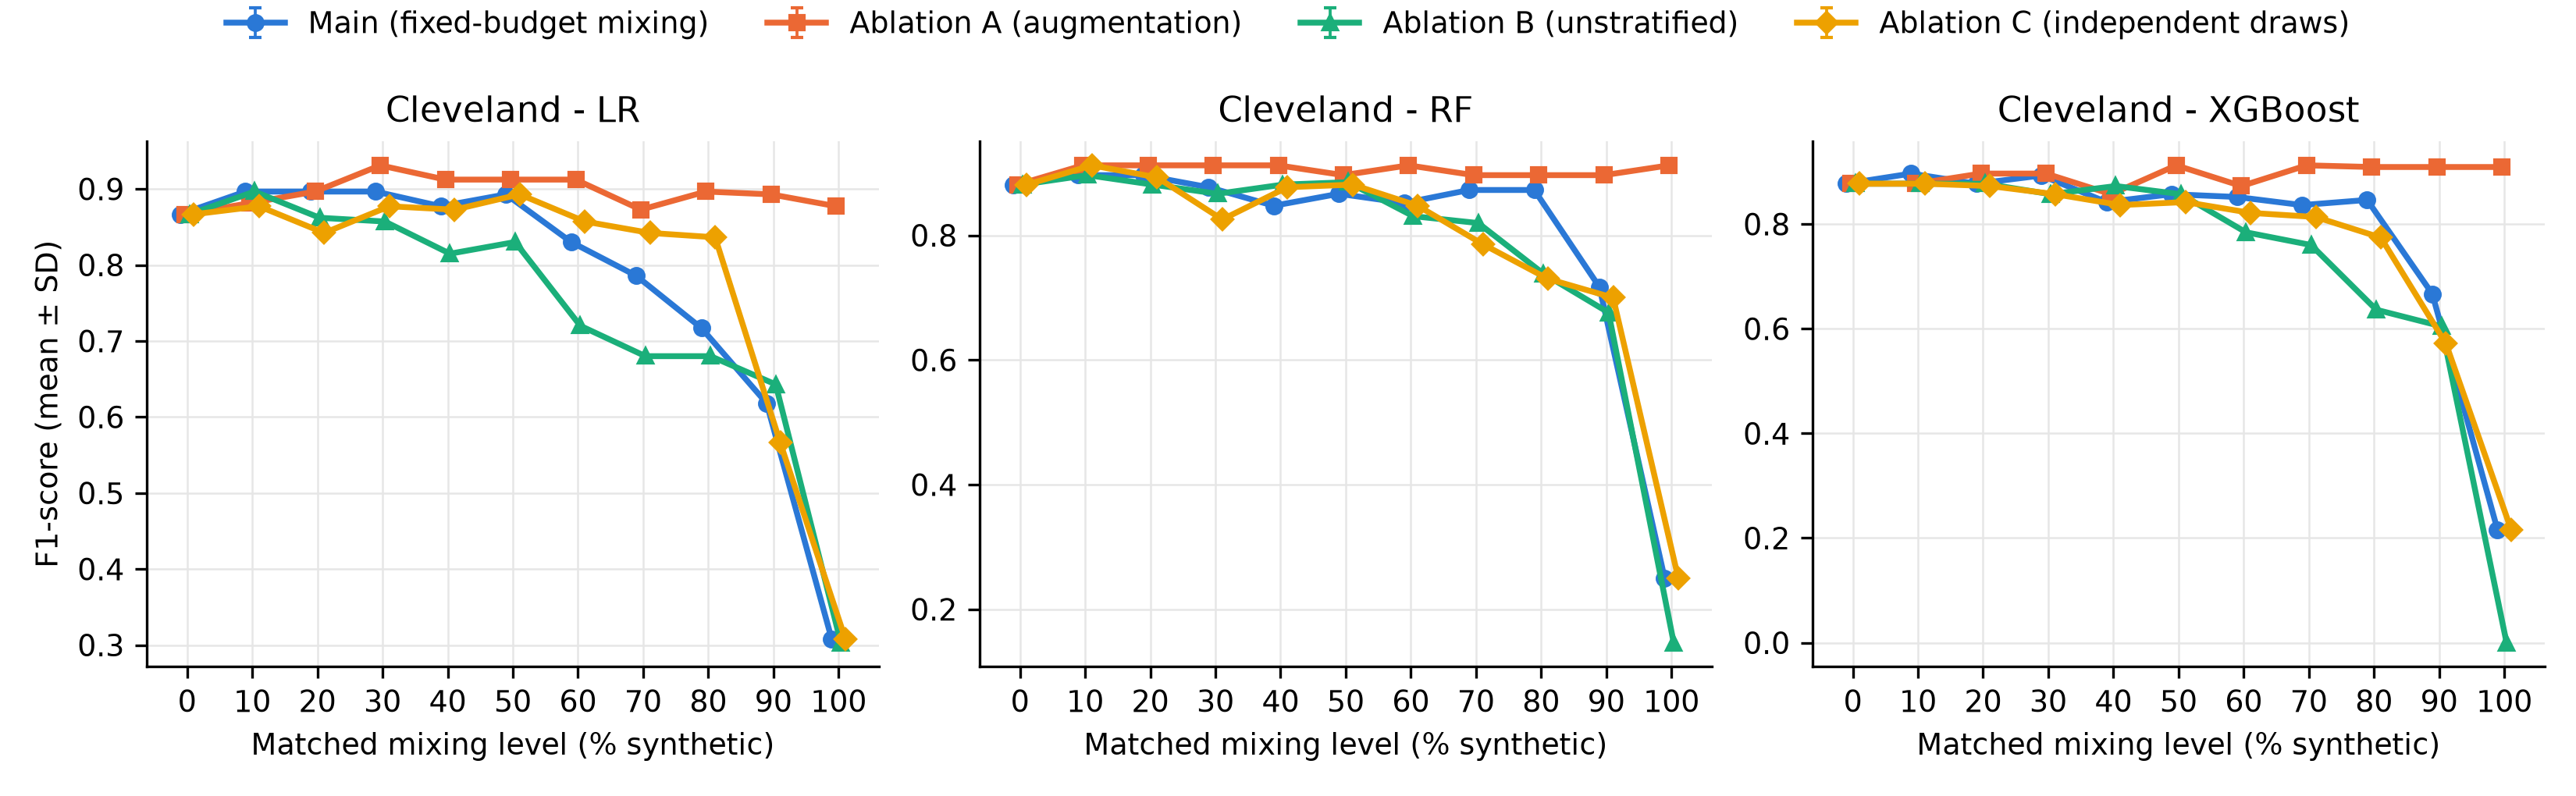 Main (fixed-budget mixing) Ablation A (augmentation) Ablation B (unstratified) Ablation C (independent draws)
Cleveland - LR
F1-score (mean ± SD)
0.9
0.8
0.7
0.6
0.5
0.4
0.3
0 10 20 30 40 50 60 70 80 90 100
Matched mixing level (% synthetic)
Cleveland - RF
0.8
0.6
0.4
0.2
0 10 20 30 40 50 60 70 80 90 100
Matched mixing level (% synthetic)
Cleveland - XGBoost
0.8
0.6
0.4
0.2
0.0
0 10 20 30 40 50 60 70 80 90 100
Matched mixing level (% synthetic)